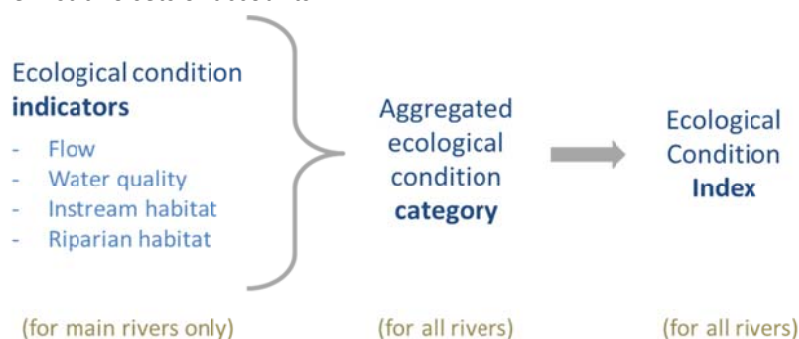 Ecological condition
indicators
- Flow
- Water quality
- Instream habitat
- Riparian habitat
(for main rivers only)
Aggregated
ecological
condition
category
(for all rivers)
Ecological
Condition
Index
(for all rivers)